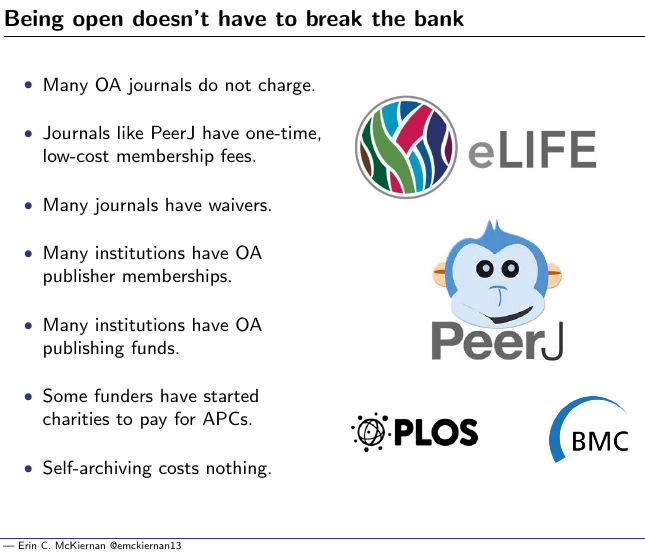 Being open doesn't have to break the bank
• Many OA journals do not charge.
• Journals like PeerJ have one-time,
low-cost membership fees.
• Many journals have waivers.
• Many institutions have OA
publisher memberships.
• Many institutions have OA
publishing funds.
• Some funders have started
charities to pay for APCs.
• Self-archiving costs nothing.
eLIFE
PeerJ
PLOS
BMC
— Erin C. McKiernan @emckiernan13